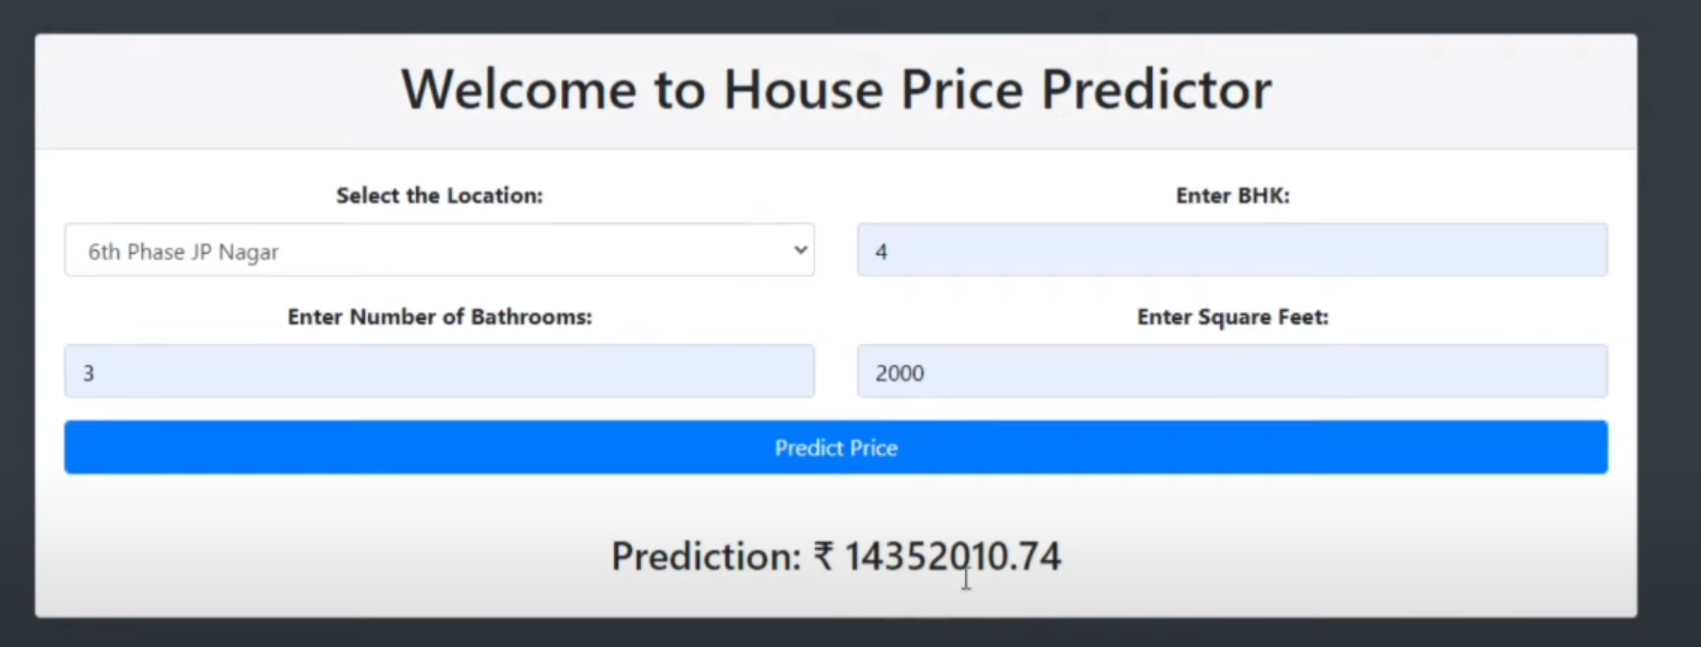 Welcome to House Price Predictor
Select the Location:
6th Phase JP Nagar
Enter BHK:
4
Enter Number of Bathrooms:
3
Enter Square Feet:
2000
Predict Price
Prediction: ₹ 14352010.74